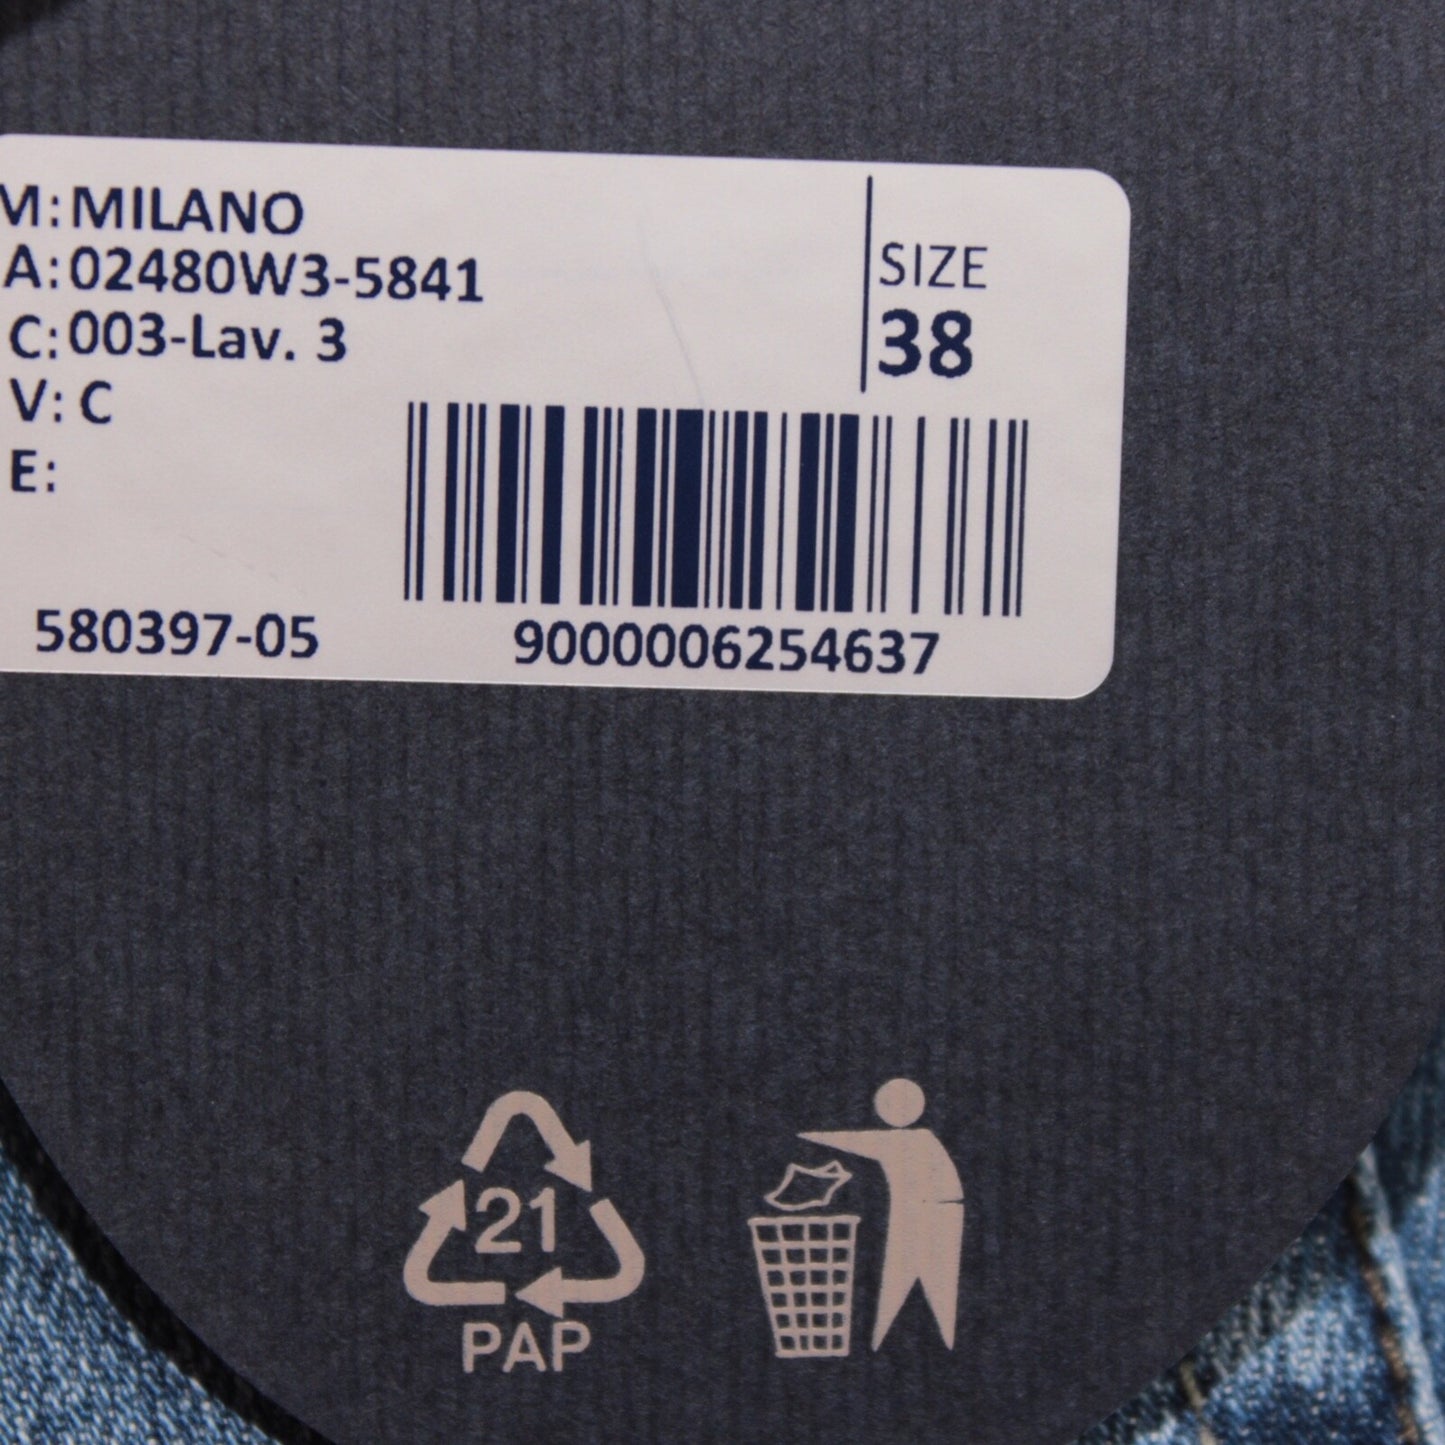 M: MILANO
A: 02480W3-5841
C: 003-Lav. 3
V: C
E:
SIZE
38
580397-05
9000006254637
21
PAP